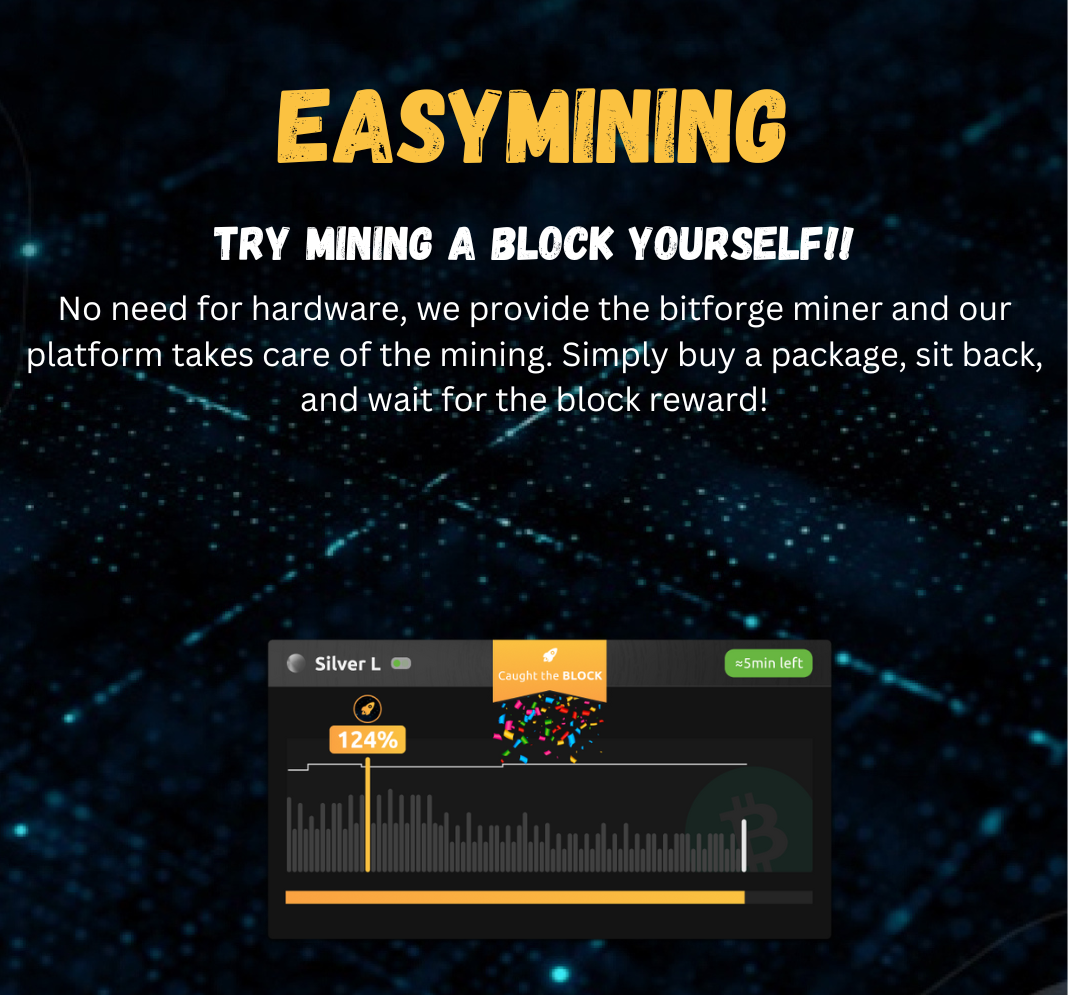 EASYMINING
TRY MINING A BLOCK YOURSELF!!
No need for hardware, we provide the bitforge miner and our
platform takes care of the mining. Simply buy a package, sit back,
and wait for the block reward!
Silver L
Caught the BLOCK
≈5min left
124%